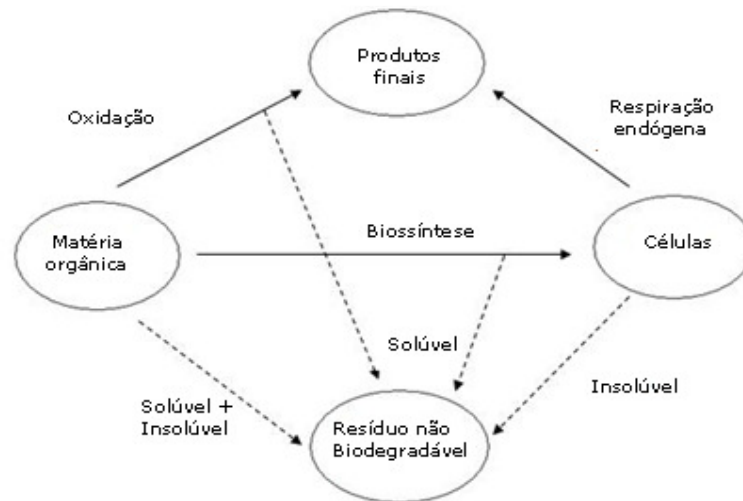 Produtos
finais
Oxidação
Respiração
endógena
Matéria
orgânica
Biossíntese
Células
Solúvel
Insolúvel
Solúvel +
Insolúvel
Resíduo não
Biodegradável